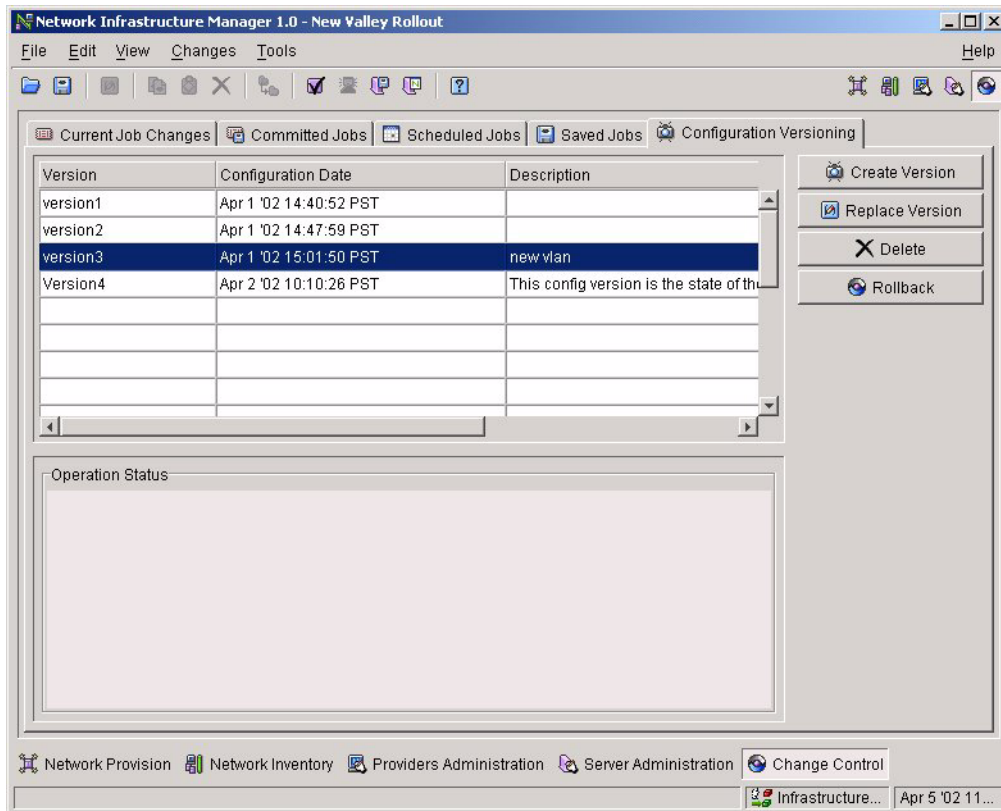 Network Infrastructure Manager 1.0 - New Valley Rollout
File Edit View Changes Tools Help
Current Job Changes Committed Jobs Scheduled Jobs Saved Jobs Configuration Versioning
Version Configuration Date Description
version1 Apr 1 '02 14:40:52 PST
version2 Apr 1 '02 14:47:59 PST
version3 Apr 1 '02 15:01:50 PST new vlan
Version4 Apr 2 '02 10:10:26 PST This config version is the state of the
Create Version
Replace Version
Delete
Rollback
Operation Status
Network Provision Network Inventory Providers Administration Server Administration Change Control
Infrastructure... Apr 5 '02 11...